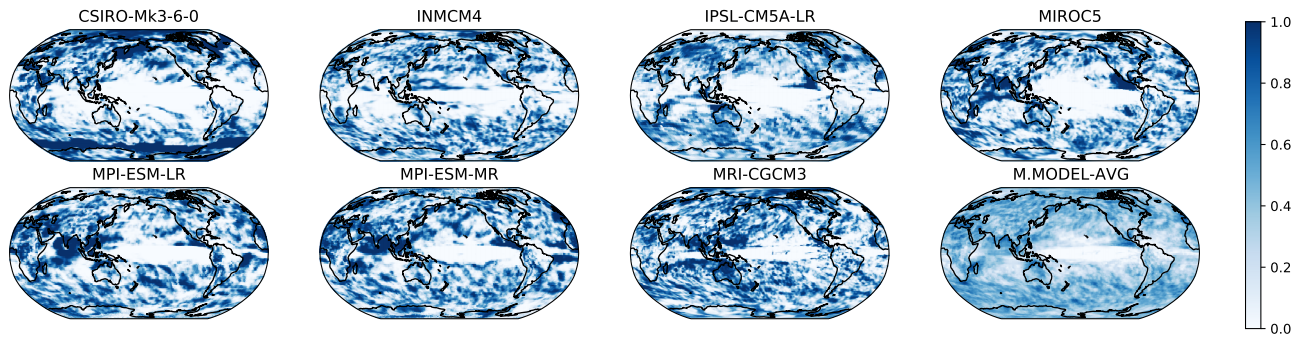 CSIRO-Mk3-6-0
INMCM4
IPSL-CM5A-LR
MIROC5
MPI-ESM-LR
MPI-ESM-MR
MRI-CGCM3
M.MODEL-AVG
1.0
0.8
0.6
0.4
0.2
0.0